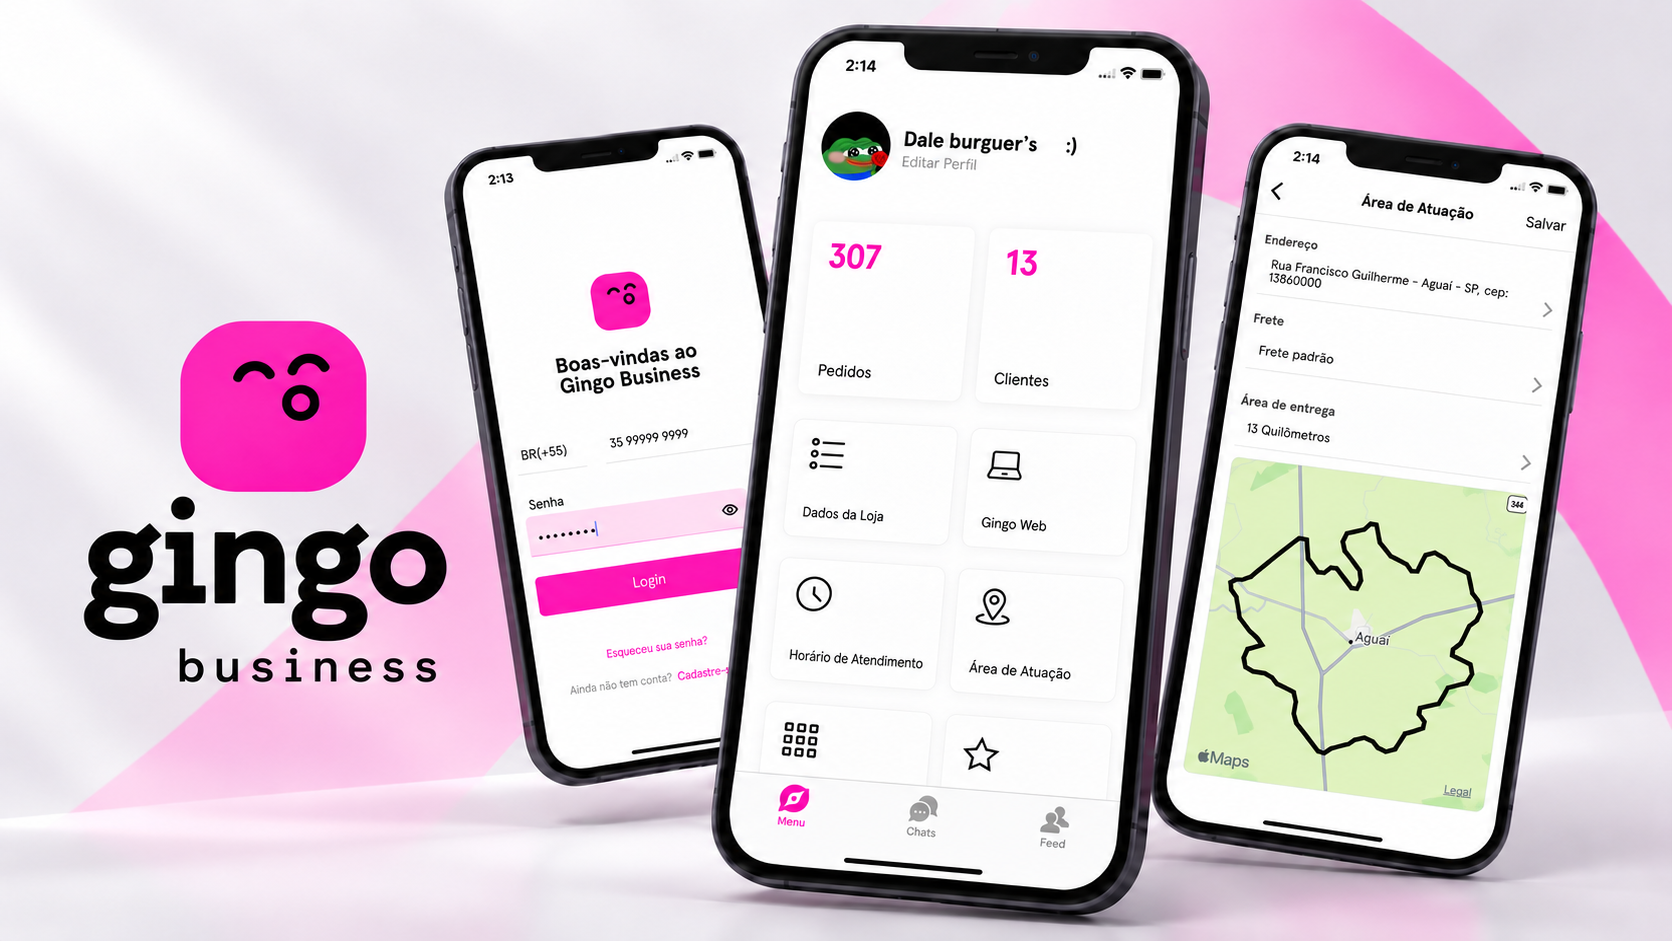 gingo
business
2:13
Boas-vindas ao
Gingo Business
BR(+55)
35 99999 9999
Senha
Login
Esqueceu sua senha?
Ainda não tem conta? Cadastre-
2:14
Dale burguer's :)
Editar Perfil
307
Pedidos
13
Clientes
Dados da Loja
Gingo Web
Horário de Atendimento
Área de Atuação
Menu
Chats
Feed
2:14
Área de Atuação
Salvar
Endereço
Rua Francisco Guilherme - Aguaí - SP, cep:
13860000
Frete
Frete padrão
Área de entrega
13 Quilômetros
344
Aguaí
Maps
Legal